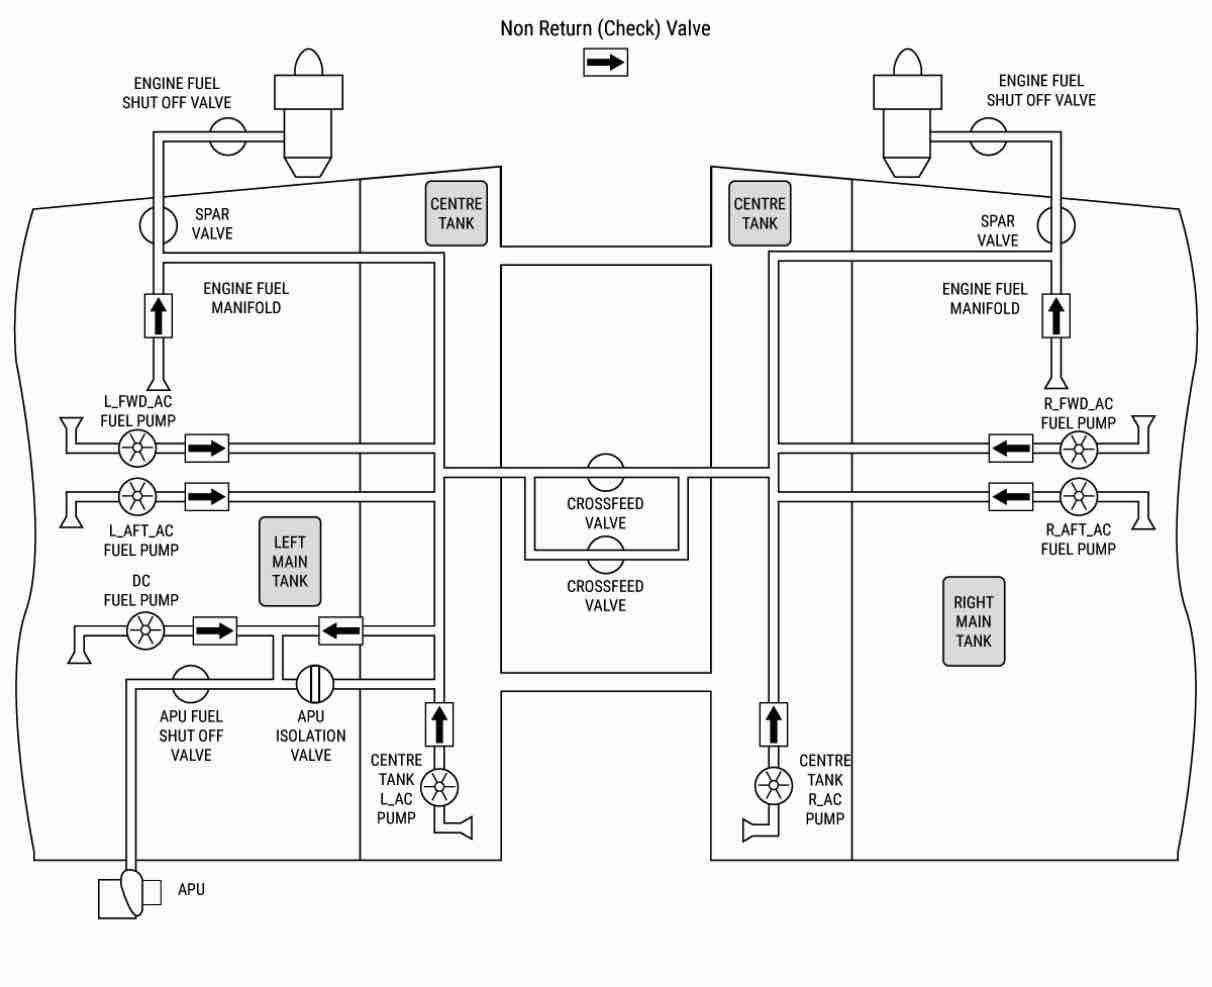 Non Return (Check) Valve
ENGINE FUEL
SHUT OFF VALVE
ENGINE FUEL
SHUT OFF VALVE
CENTRE
TANK
CENTRE
TANK
SPAR
VALVE
SPAR
VALVE
ENGINE FUEL
MANIFOLD
ENGINE FUEL
MANIFOLD
L_FWD_AC
FUEL PUMP
R_FWD_AC
FUEL PUMP
CROSSFEED
VALVE
L_AFT_AC
FUEL PUMP
R_AFT_AC
FUEL PUMP
LEFT
MAIN
TANK
DC
FUEL PUMP
CROSSFEED
VALVE
RIGHT
MAIN
TANK
APU FUEL
SHUT OFF
VALVE
APU
ISOLATION
VALVE
CENTRE
TANK
L_AC
PUMP
CENTRE
TANK
R_AC
PUMP
APU